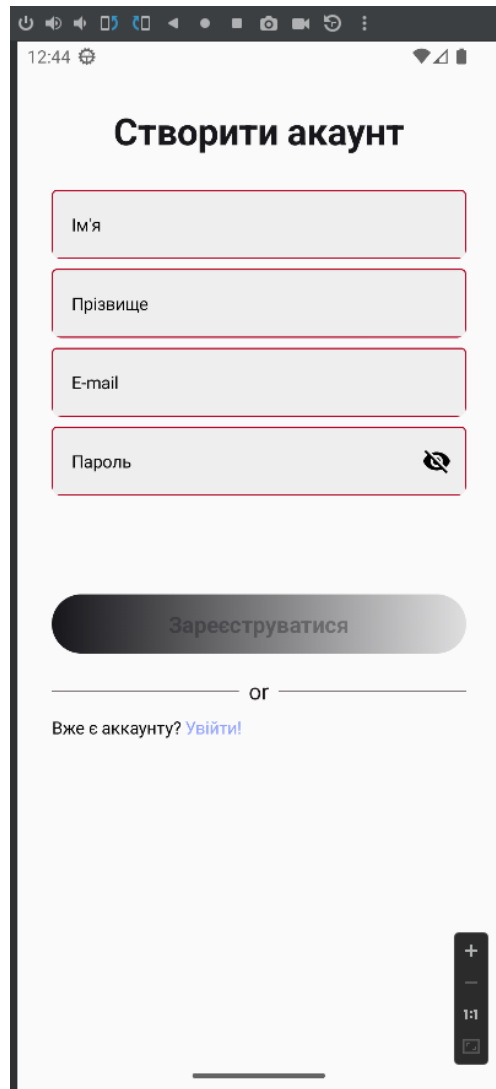 12:44
Створити акаунт
Ім'я
Прізвище
E-mail
Пароль
Зареєструватися
or
Вже є аккаунту? Увійти!
1:1